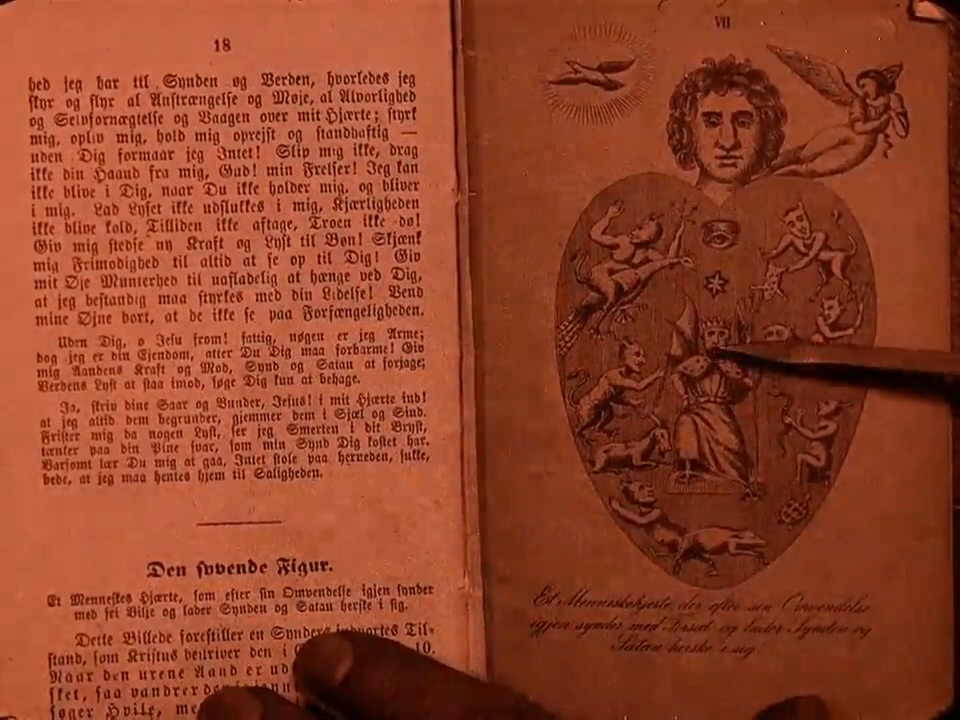 18
hed jeg har til Synden og Verden, hvorledes jeg
skyr og flyr al Anstrængelse og Møje, al Alvorlighed
og Selvfornægtelse og Vaagen over mit Hjærte; styrk
mig, opliv mig, hold mig oprejst og standhaftig —
uden Dig formaar jeg Intet! Slip mig ikke, drag
ikke din Haand fra mig, Gud! min Frelser! Jeg kan
ikke blive i Dig, naar Du ikke holder mig, og bliver
i mig. Lad Lyset ikke udslukkes i mig, Kjærligheden
ikke blive kold, Tilliden ikke aftage, Troen ikke do!
Giv mig stedse ny Kraft og Lyst til Bøn! Skjænk
mig Frimodighed til altid at se op til Dig! Giv
mit Øje Munterhed til uafladelig at hænge ved Dig,
at jeg bestandig maa styrkes med din Lidelse! Vend
mine Øjne bort, at de ikke se paa Forfængeligheden.
Uden Dig, o Jesu from! fattig, nøgen er jeg Arme;
dog jeg er din Ejendom, atter Du Dig maa forbarme! Giv
mig Aandens Kraft og Mod, Synd og Satan at forjage;
Verdens Lyst at staa imod, søge Dig kun at behage.
Ja, skriv dine Saar og Vunder, Jesus! i mit Hjærte ind!
at jeg altid dem begrunder, gjemmer dem i Sjæl og Sind.
Frister mig da nogen Lyst, ser jeg Smerten i dit Bryst,
tænker paa din Pine svar, som min Synd Dig kostet har.
Varsomt lær Du mig at gaa, Intet stole paa herneden, sukke,
bede, at jeg maa hentes hjem til Saligheden.
Den syvende Figur.
Et Menneskes Hjærte, som efter sin Omvendelse igjen synder
med fri Vilje og lader Synden og Satan herske i sig.
Dette Billede forestiller en Synders indvortes Til-
stand, som Kristus beskriver den i 10.
Naar den urene Aand er ud
sket, saa vandrer den
søger Hvile,
VII
Et Menneskehjerte, der efter sin Omvendelse
igjen synder med Forsæt og lader Synden og
Satan herske i sig.